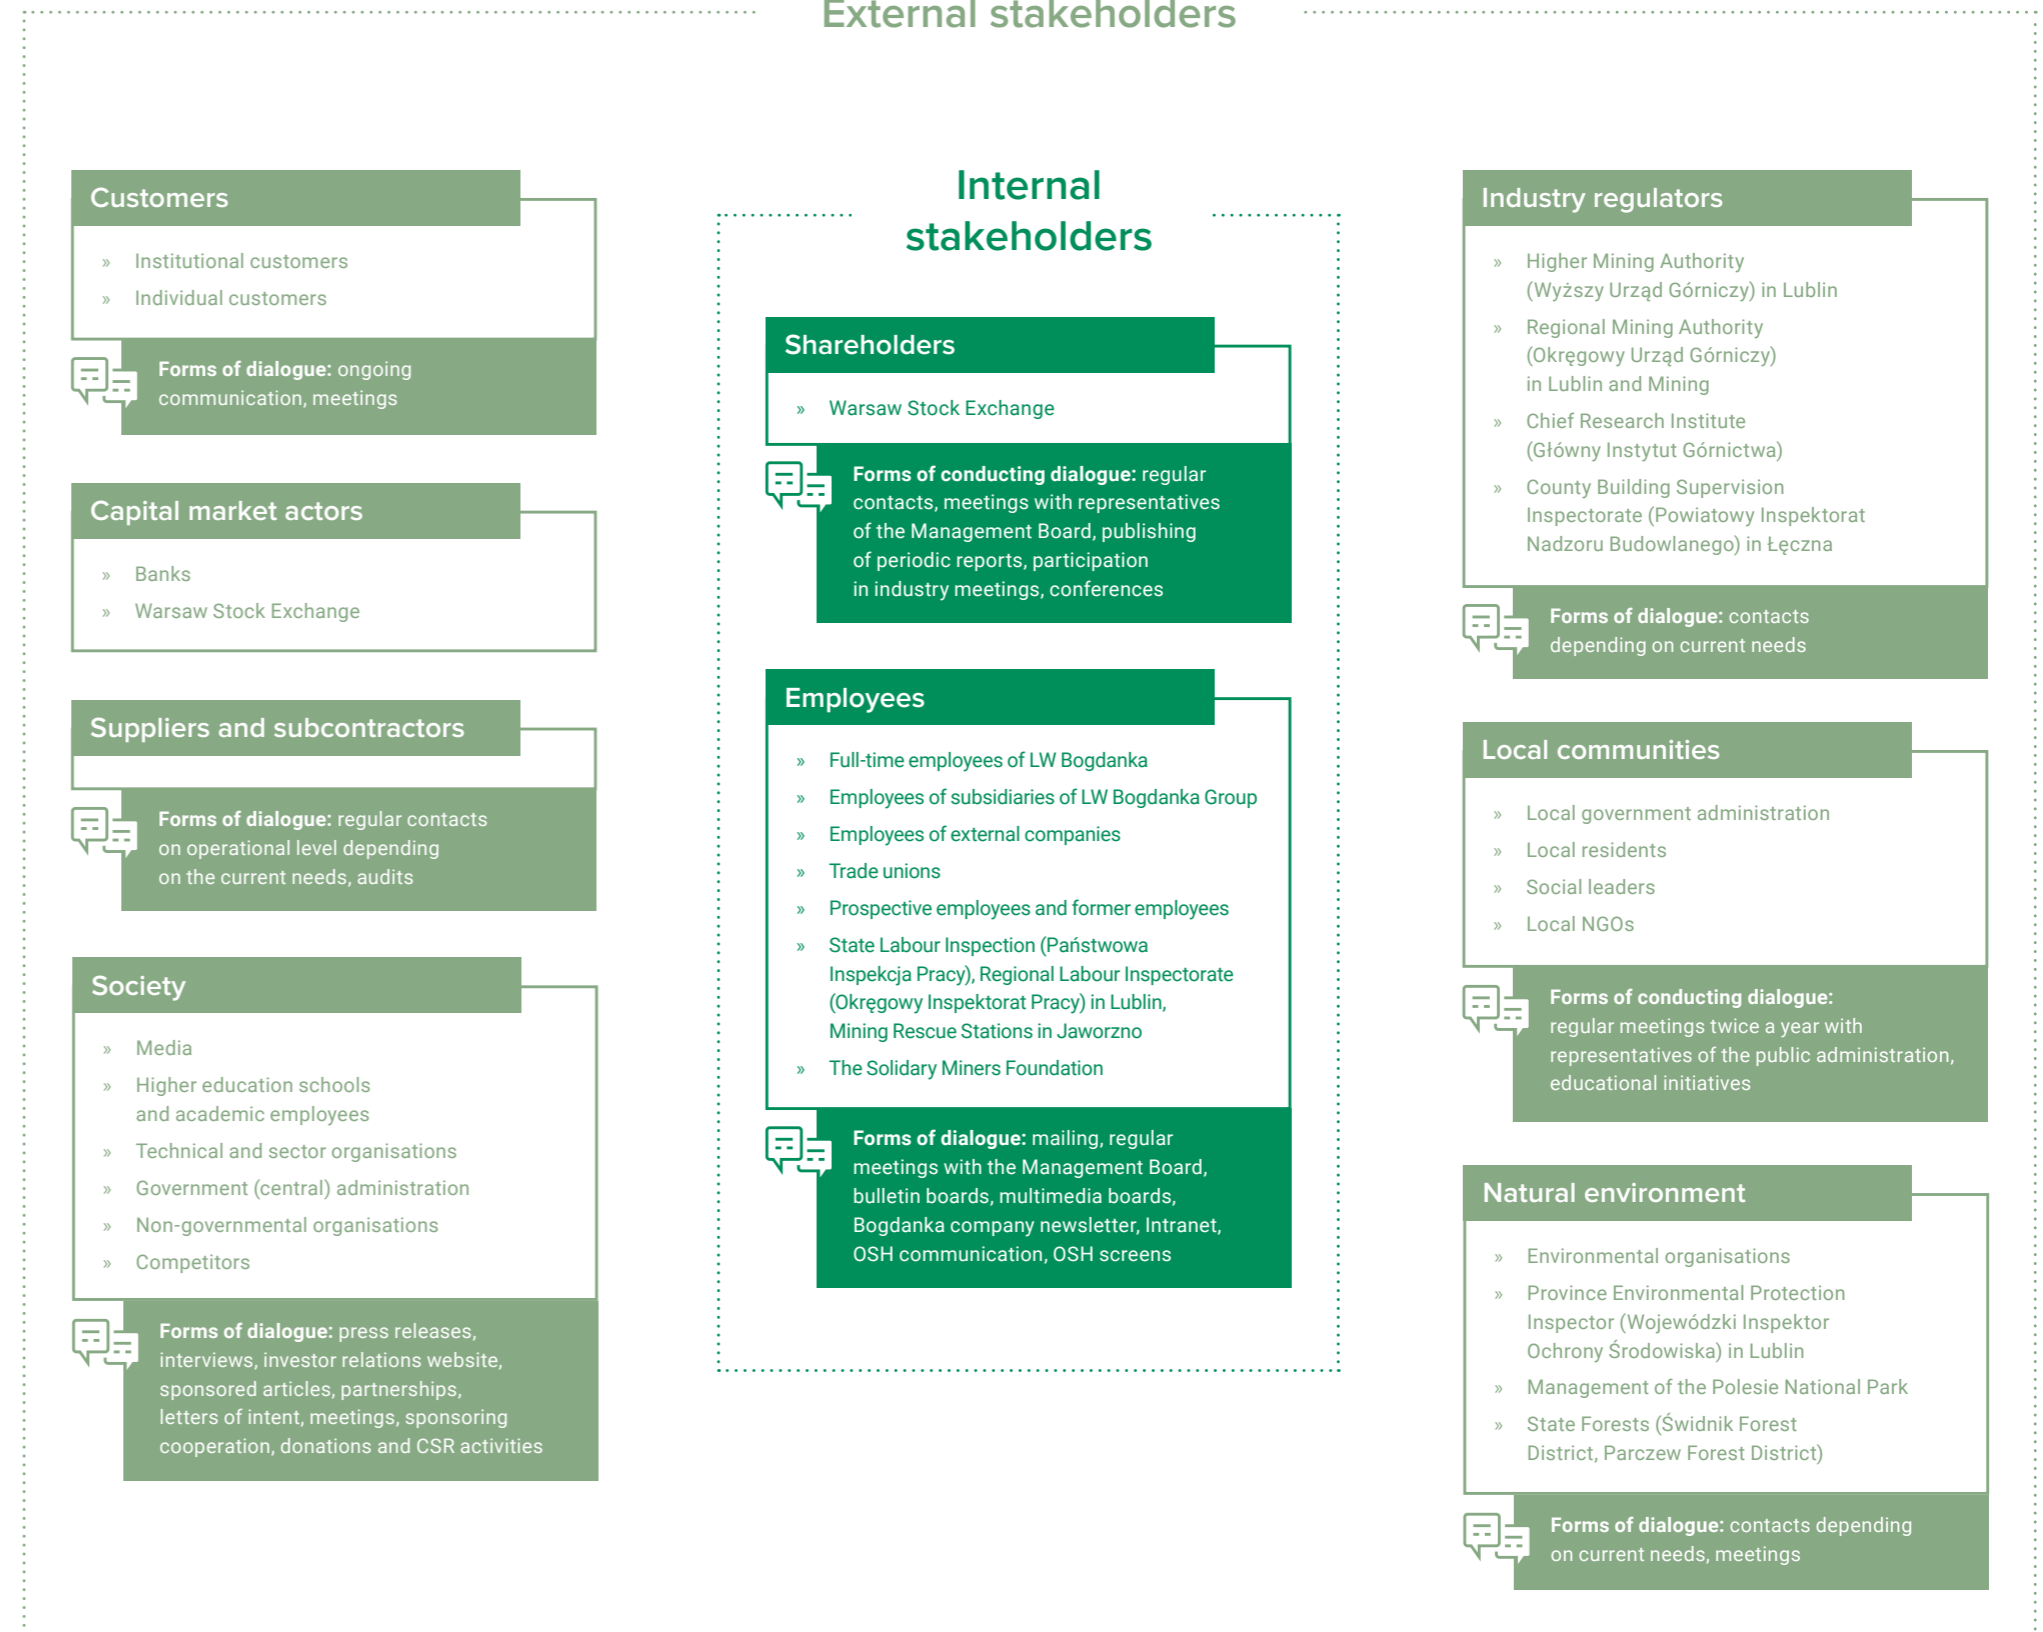 External stakeholders
Customers
» Institutional customers
» Individual customers
Forms of dialogue: ongoing
communication, meetings
Capital market actors
» Banks
» Warsaw Stock Exchange
Suppliers and subcontractors
Forms of dialogue: regular contacts
on operational level depending
on the current needs, audits
Society
» Media
» Higher education schools
and academic employees
» Technical and sector organisations
» Government (central) administration
» Non-governmental organisations
» Competitors
Forms of dialogue: press releases,
interviews, investor relations website,
sponsored articles, partnerships,
letters of intent, meetings, sponsoring
cooperation, donations and CSR activities
Internal
stakeholders
Shareholders
» Warsaw Stock Exchange
Forms of conducting dialogue: regular
contacts, meetings with representatives
of the Management Board, publishing
of periodic reports, participation
in industry meetings, conferences
Employees
» Full-time employees of LW Bogdanka
» Employees of subsidiaries of LW Bogdanka Group
» Employees of external companies
» Trade unions
» Prospective employees and former employees
» State Labour Inspection (Państwowa
Inspekcja Pracy), Regional Labour Inspectorate
(Okręgowy Inspektorat Pracy) in Lublin,
Mining Rescue Stations in Jaworzno
» The Solidary Miners Foundation
Forms of dialogue: mailing, regular
meetings with the Management Board,
bulletin boards, multimedia boards,
Bogdanka company newsletter, Intranet,
OSH communication, OSH screens
Industry regulators
» Higher Mining Authority
(Wyższy Urząd Górniczy) in Lublin
» Regional Mining Authority
(Okręgowy Urząd Górniczy)
in Lublin and Mining
» Chief Research Institute
(Główny Instytut Górnictwa)
» County Building Supervision
Inspectorate (Powiatowy Inspektorat
Nadzoru Budowlanego) in Łęczna
Forms of dialogue: contacts
depending on current needs
Local communities
» Local government administration
» Local residents
» Social leaders
» Local NGOs
Forms of conducting dialogue:
regular meetings twice a year with
representatives of the public administration,
educational initiatives
Natural environment
» Environmental organisations
» Province Environmental Protection
Inspector (Wojewódzki Inspektor
Ochrony Środowiska) in Lublin
» Management of the Polesie National Park
» State Forests (Świdnik Forest
District, Parczew Forest District)
Forms of dialogue: contacts depending
on current needs, meetings